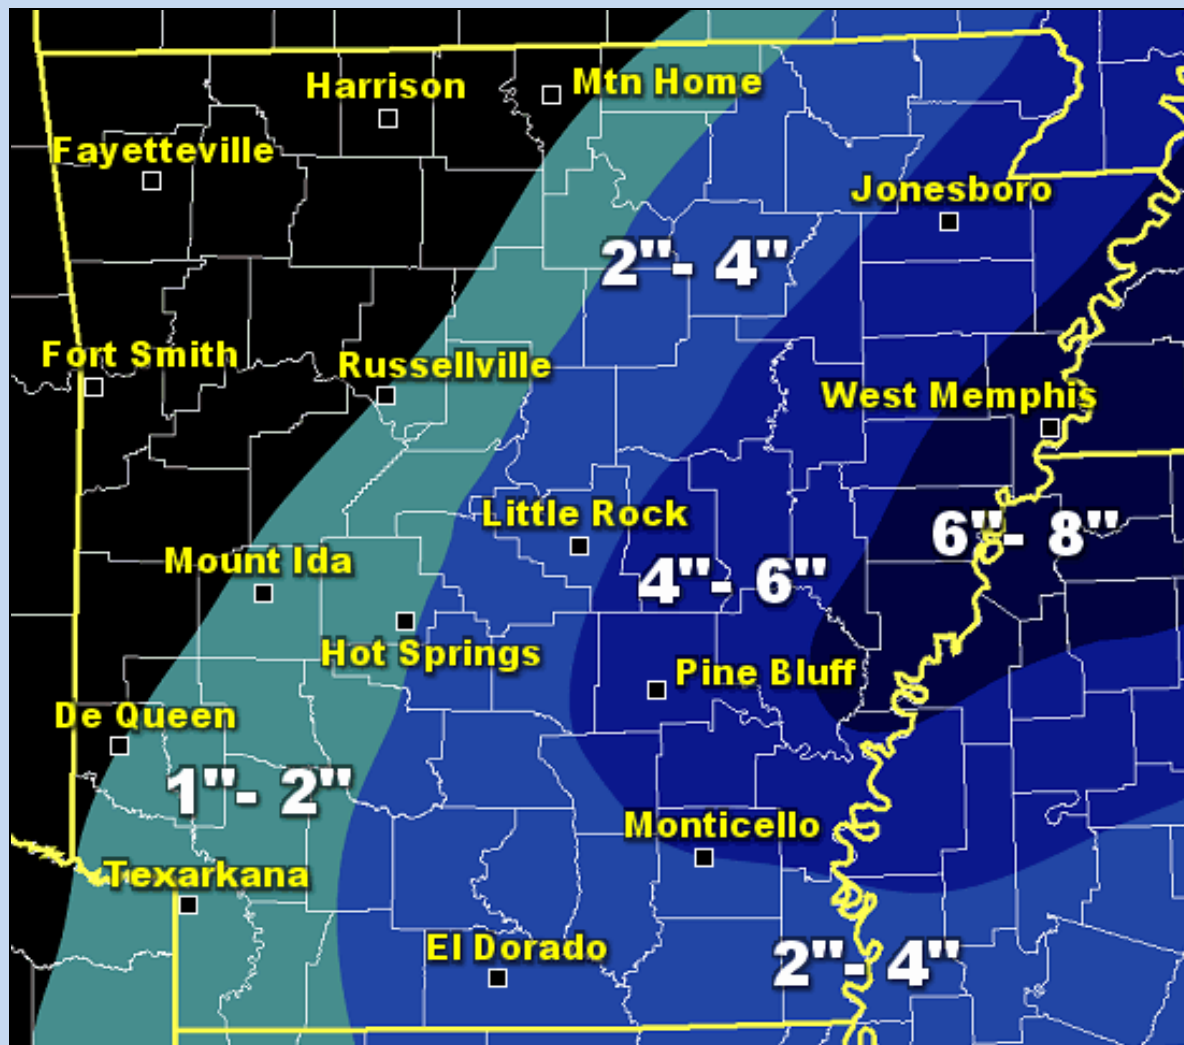 Mtn Home
Harrison
Fayetteville
Jonesboro
2"- 4"
Fort Smith
Russellville
West Memphis
Little Rock
6"- 8"
Mount Ida
4"- 6"
Hot Springs
Pine Bluff
De Queen
1"- 2"
Monticello
Texarkana
El Dorado
2"- 4"